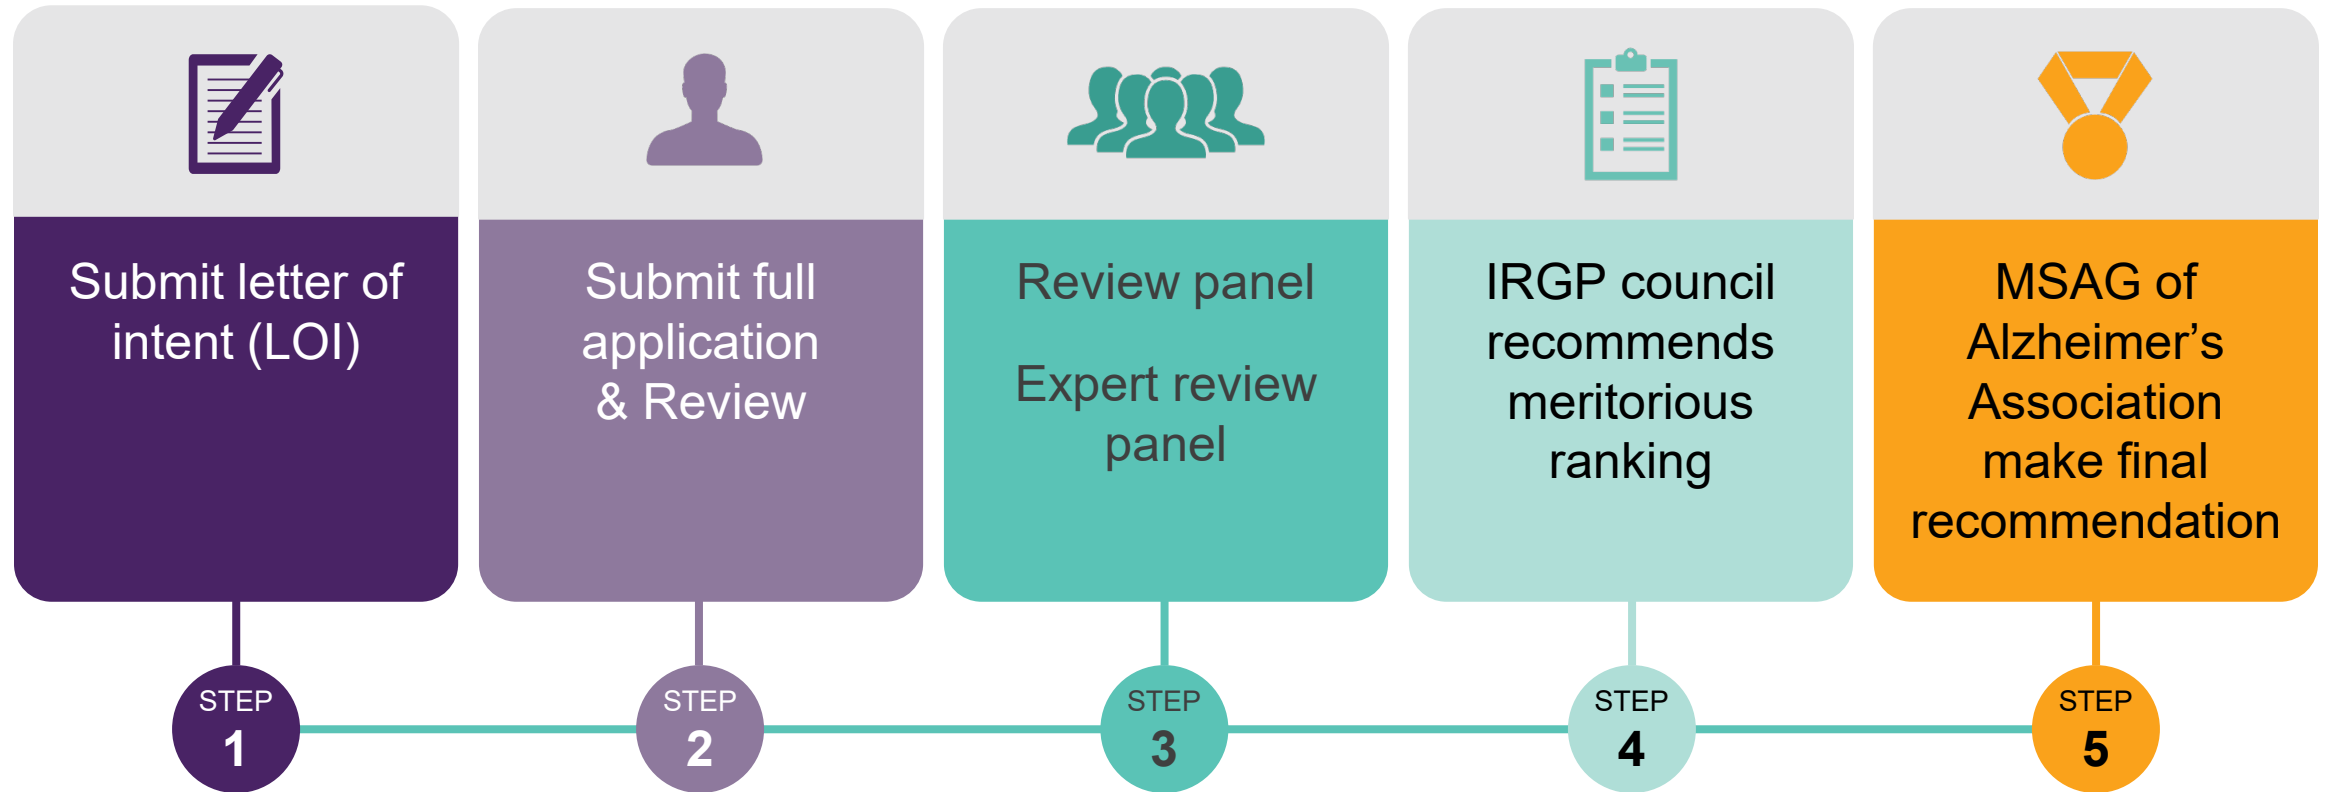 Submit letter of
intent (LOI)
Submit full
application
& Review
Review panel
Expert review
panel
IRGP council
recommends
meritorious
ranking
MSAG of
Alzheimer’s
Association
make final
recommendation
STEP
1
STEP
2
STEP
3
STEP
4
STEP
5